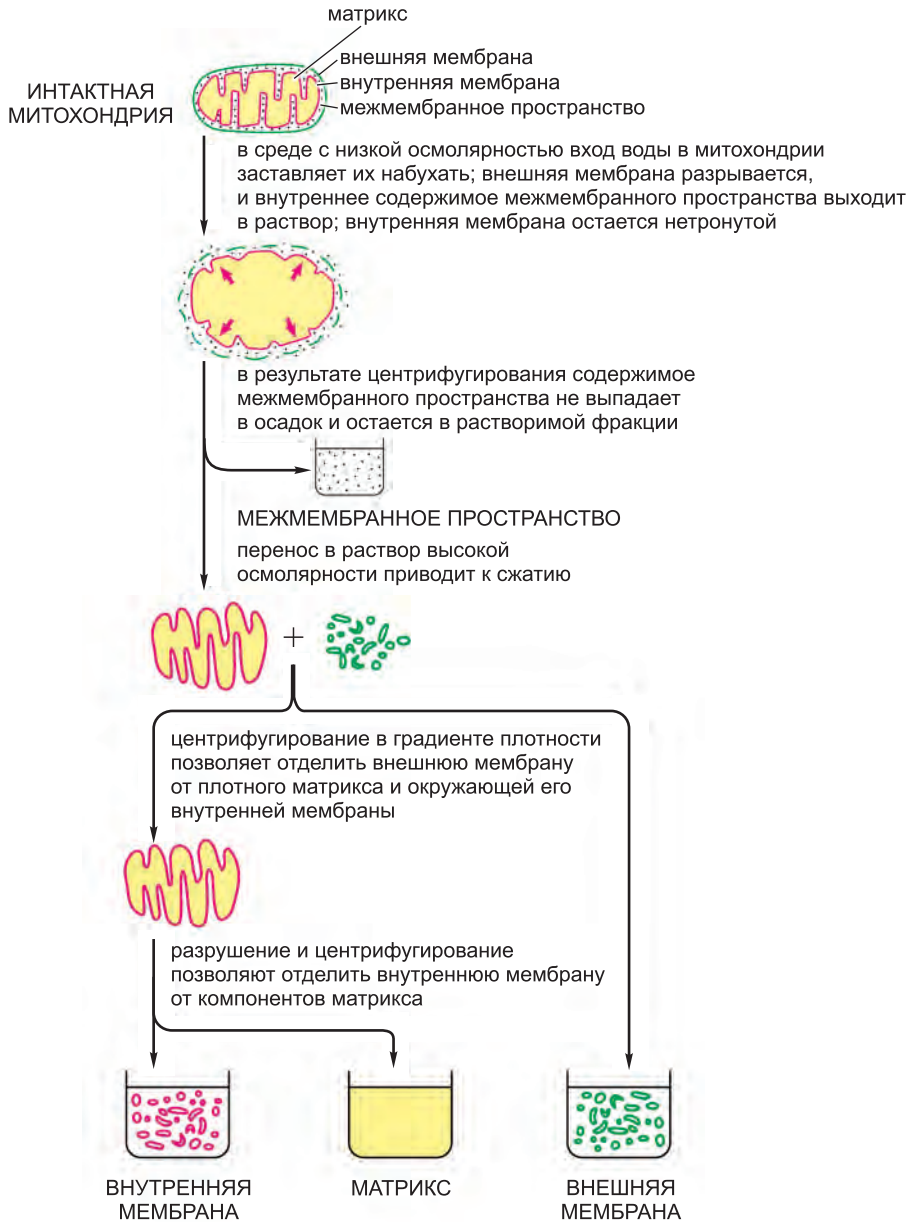 матрикс
внешняя мембрана
внутренняя мембрана
межмембранное пространство
ИНТАКТНАЯ
МИТОХОНДРИЯ
в среде с низкой осмолярностью вход воды в митохондрии
заставляет их набухать; внешняя мембрана разрывается,
и внутреннее содержимое межмембранного пространства выходит
в раствор; внутренняя мембрана остается нетронутой
в результате центрифугирования содержимое
межмембранного пространства не выпадает
в осадок и остается в растворимой фракции
МЕЖМЕМБРАННОЕ ПРОСТРАНСТВО
перенос в раствор высокой
осмолярности приводит к сжатию
+
центрифугирование в градиенте плотности
позволяет отделить внешнюю мембрану
от плотного матрикса и окружающей его
внутренней мембраны
разрушение и центрифугирование
позволяют отделить внутреннюю мембрану
от компонентов матрикса
ВНУТРЕННЯЯ
МЕМБРАНА
МАТРИКС
ВНЕШНЯЯ
МЕМБРАНА